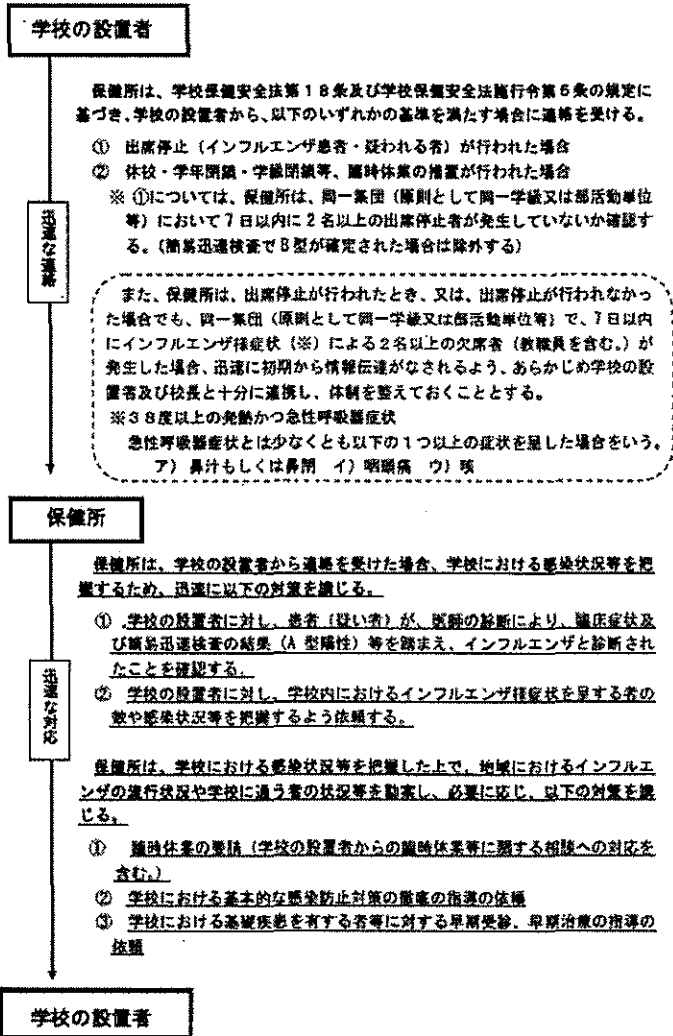 学校の設置者
保健所は、学校保健安全法第18条及び学校保健安全法施行令第6条の規定に
基づき、学校の設置者から、以下のいずれかの基準を満たす場合に連絡を受ける。
① 出席停止(インフルエンザ患者・疑われる者)が行われた場合
② 休校・学年閉鎖・学級閉鎖等、臨時休業の措置が行われた場合
※ ①については、保健所は、同一集団(原則として同一学級又は部活動単位
等)において7日以内に2名以上の出席停止者が発生していないか確認す
る。(簡易迅速検査でB型が確定された場合は除外する)
迅速な連絡
また、保健所は、出席停止が行われたとき、又は、出席停止が行われなかっ
た場合でも、同一集団(原則として同一学級又は部活動単位等)で、7日以内
にインフルエンザ様症状(※)による2名以上の欠席者(教職員を含む。)が
発生した場合、迅速に初期から情報伝達がなされるよう、あらかじめ学校の設
置者及び校長と十分に連携し、体制を整えておくこととする。
※38度以上の発熱かつ急性呼吸器症状
急性呼吸器症状とは少なくとも以下の1つ以上の症状を呈した場合をいう。
ア)鼻汁もしくは鼻閉 イ)咽頭痛 ウ)咳
保健所
保健所は、学校の設置者から連絡を受けた場合、学校における感染状況等を把
握するため、迅速に以下の対策を講じる。
① 学校の設置者に対し、患者(疑い者)が、医師の診断により、臨床症状及
び簡易迅速検査の結果(A 型陽性)等を踏まえ、インフルエンザと診断され
たことを確認する。
② 学校の設置者に対し、学校内におけるインフルエンザ様症状を呈する者の
数や感染状況等を把握するよう依頼する。
迅速な対応
保健所は、学校における感染状況等を把握した上で、地域におけるインフルエ
ンザの流行状況や学校に通う者の状況等を勘案し、必要に応じ、以下の対策を講
じる。
① 臨時休業の要請(学校の設置者からの臨時休業等に関する相談への対応を
含む。)
② 学校における基本的な感染防止対策の徹底の指導の依頼
③ 学校における基礎疾患を有する者等に対する早期受診、早期治療の指導の
依頼
学校の設置者